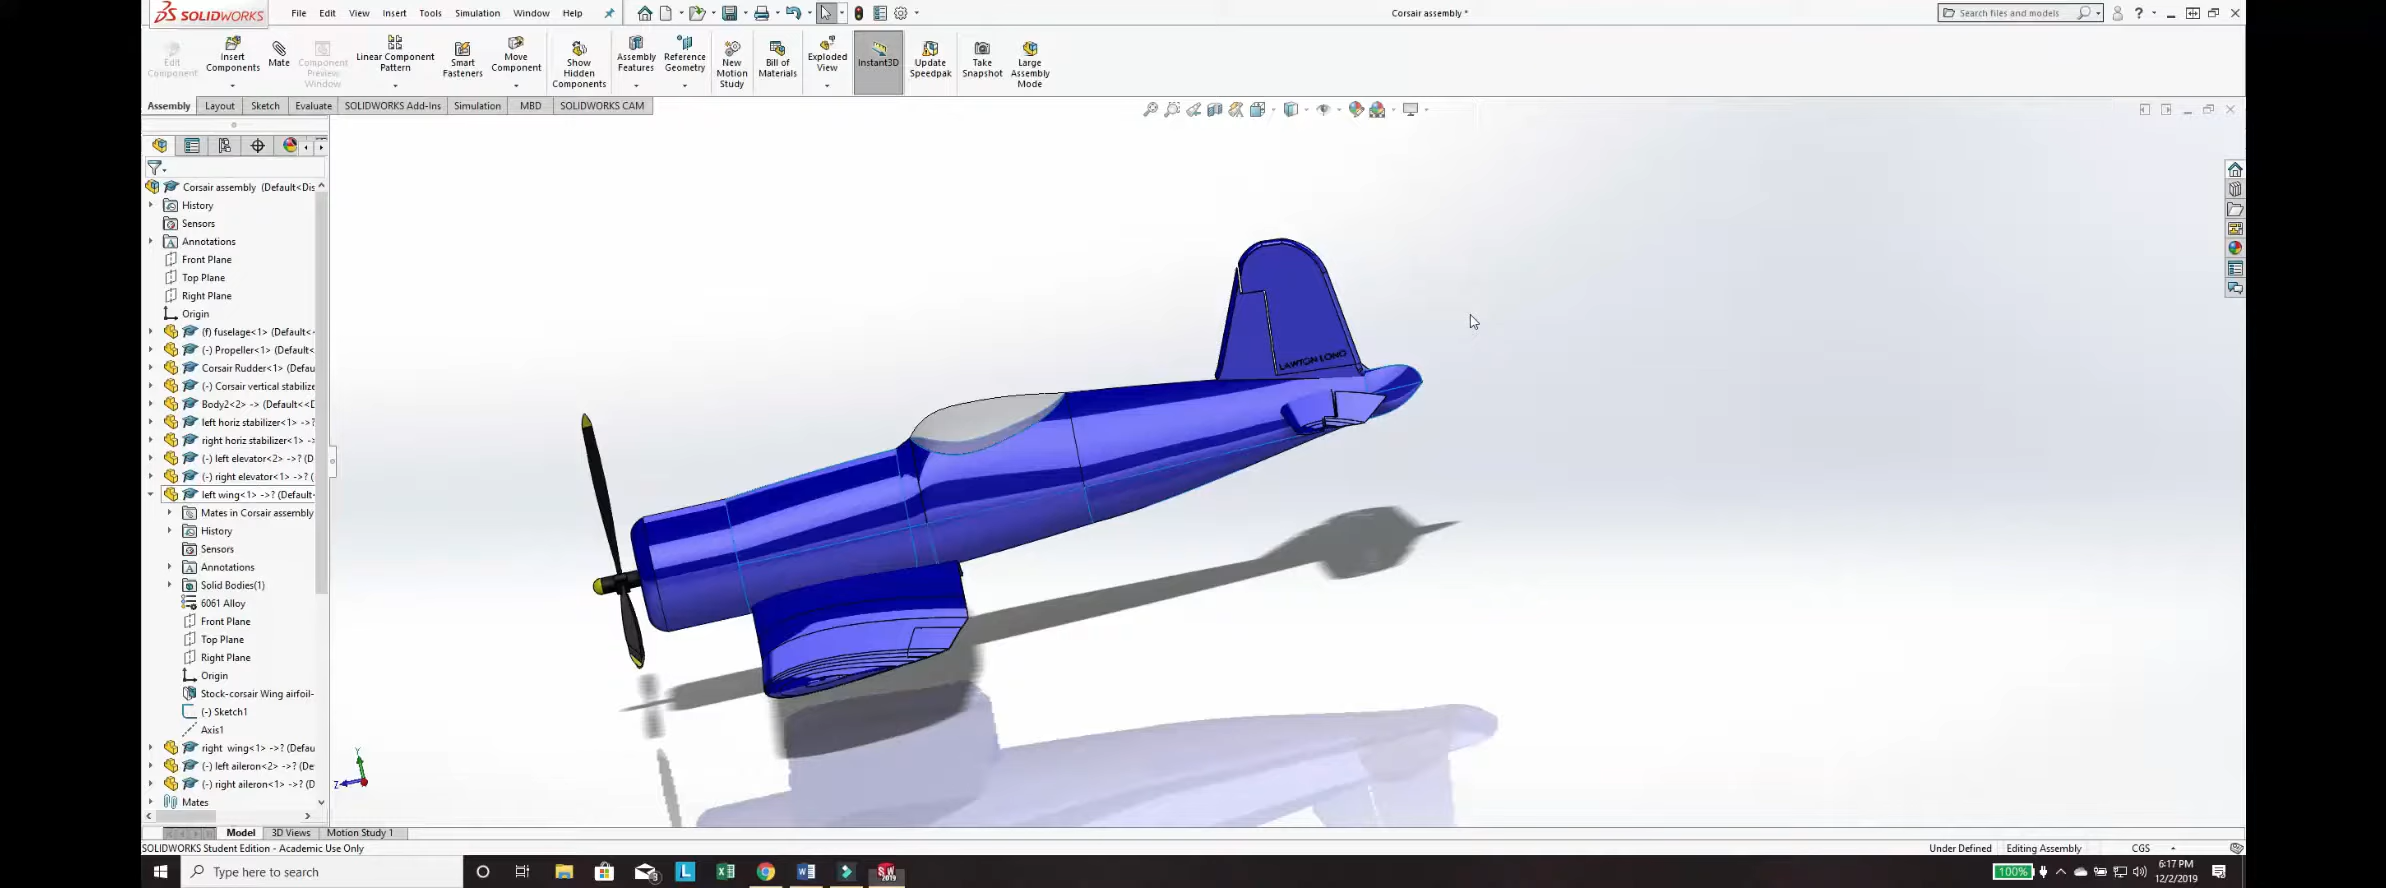 SOLIDWORKS File Edit View Insert Tools Simulation Window Help Corsair assembly * Search files and models
Edit Component
Insert Components
Mate
Component Preview Window
Linear Component Pattern
Smart Fasteners
Move Component
Show Hidden Components
Assembly Features
Reference Geometry
New Motion Study
Bill of Materials
Exploded View
Instant3D
Update Speedpak
Take Snapshot
Large Assembly Mode
Assembly Layout Sketch Evaluate SOLIDWORKS Add-Ins Simulation MBD SOLIDWORKS CAM
Corsair assembly (Default<Dis
History
Sensors
Annotations
Front Plane
Top Plane
Right Plane
Origin
(f) fuselage<1> (Default<
(-) Propeller<1> (Default<
Corsair Rudder<1> (Defau
(-) Corsair vertical stabilize
Body2<2> -> (Default<<D
left horiz stabilizer<1> ->?
right horiz stabilizer<1> ->
(-) left elevator<2> ->? (D
(-) right elevator<1> ->? (
left wing<1> ->? (Default
Mates in Corsair assembly
History
Sensors
Annotations
Solid Bodies(1)
6061 Alloy
Front Plane
Top Plane
Right Plane
Origin
Stock-corsair Wing airfoil-
(-) Sketch1
Axis1
right wing<1> ->? (Defau
(-) left aileron<2> ->? (De
(-) right aileron<1> ->? (D
Mates
LAWTON LONG
Y
Z
Model 3D Views Motion Study 1
SOLIDWORKS Student Edition - Academic Use Only Under Defined Editing Assembly CGS
Type here to search
3
L
SW 2019
100%
6:17 PM
12/2/2019